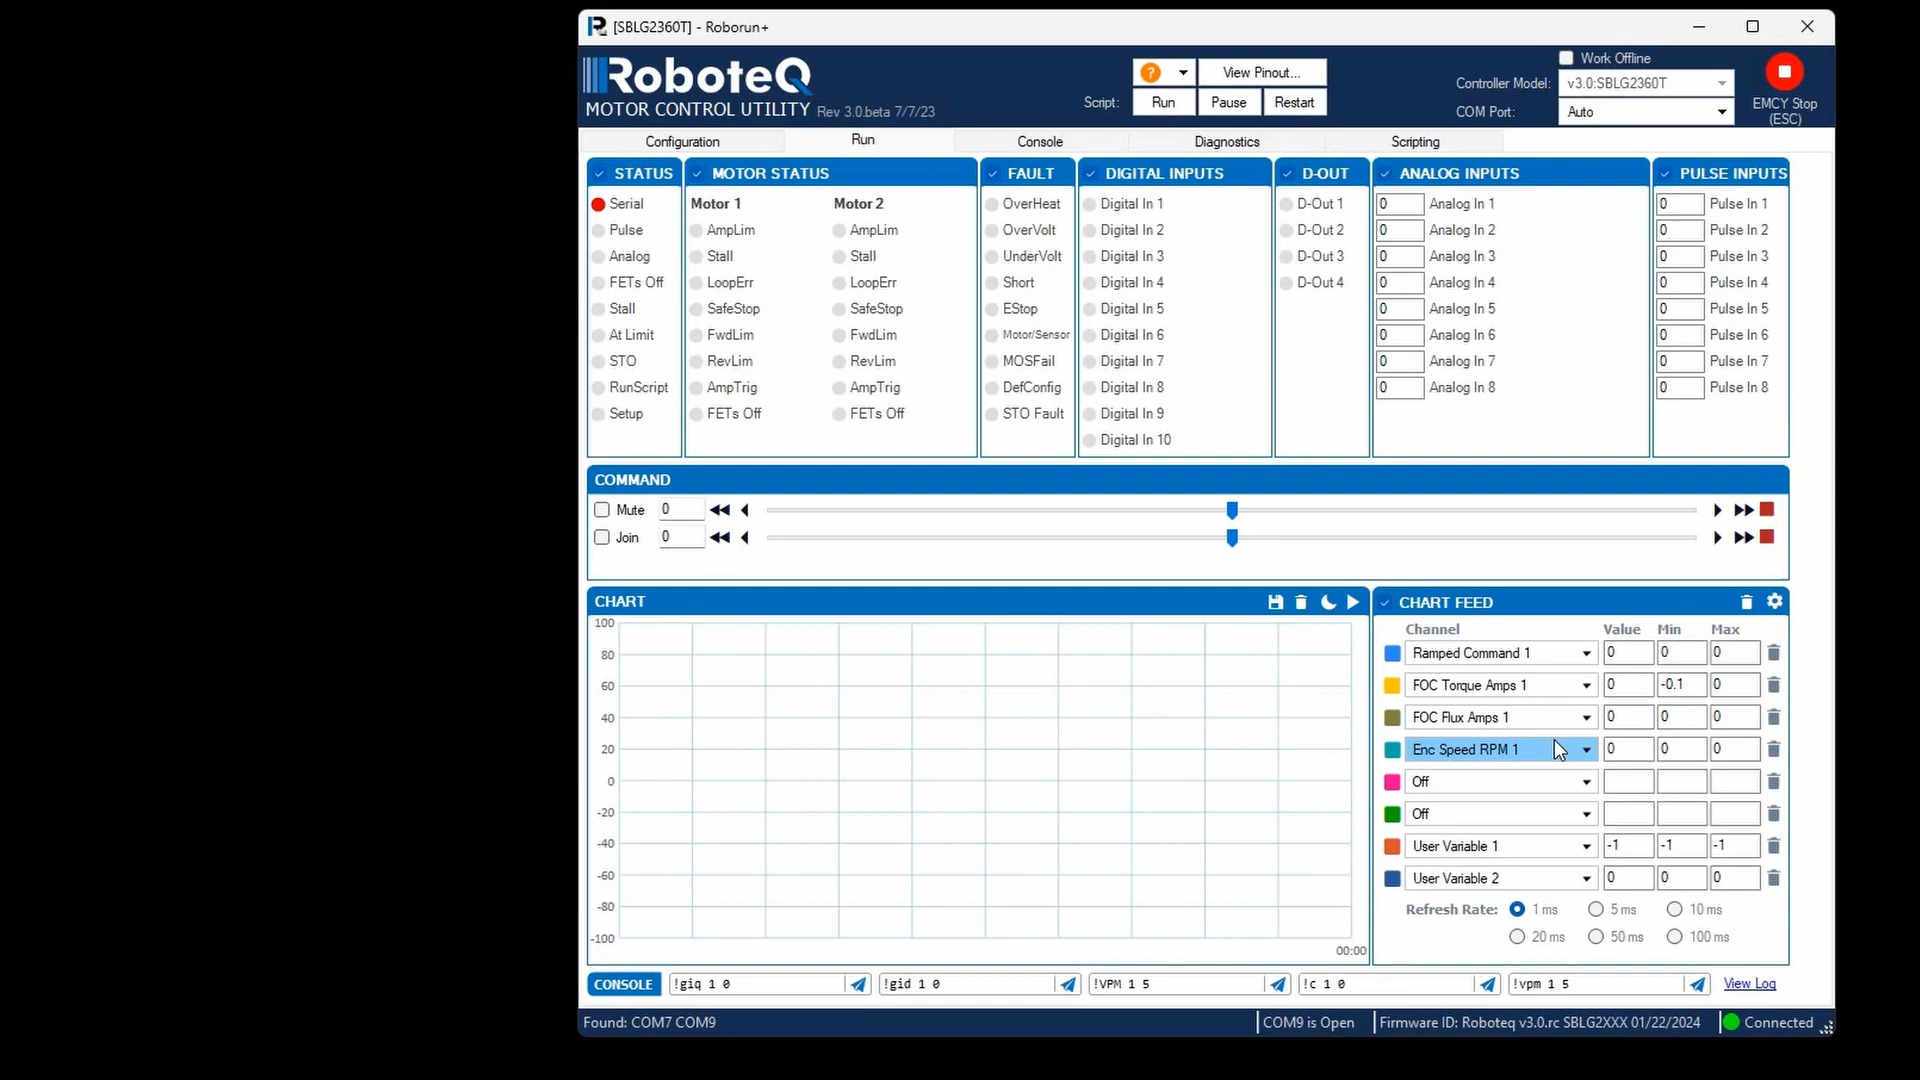 [SBLG2360T] - Roborun+
RoboteQ
MOTOR CONTROL UTILITY Rev 3.0.beta 7/7/23
? View Pinout...
Script: Run Pause Restart
Work Offline
Controller Model: v3.0:SBLG2360T
COM Port: Auto
EMCY Stop
(ESC)
Configuration Run Console Diagnostics Scripting
STATUS
Serial
Pulse
Analog
FETs Off
Stall
At Limit
STO
RunScript
Setup
MOTOR STATUS
Motor 1 Motor 2
AmpLim AmpLim
Stall Stall
LoopErr LoopErr
SafeStop SafeStop
FwdLim FwdLim
RevLim RevLim
AmpTrig AmpTrig
FETs Off FETs Off
FAULT
OverHeat
OverVolt
UnderVolt
Short
EStop
Motor/Sensor
MOSFail
DefConfig
STO Fault
DIGITAL INPUTS
Digital In 1
Digital In 2
Digital In 3
Digital In 4
Digital In 5
Digital In 6
Digital In 7
Digital In 8
Digital In 9
Digital In 10
D-OUT
D-Out 1
D-Out 2
D-Out 3
D-Out 4
ANALOG INPUTS
0 Analog In 1
0 Analog In 2
0 Analog In 3
0 Analog In 4
0 Analog In 5
0 Analog In 6
0 Analog In 7
0 Analog In 8
PULSE INPUTS
0 Pulse In 1
0 Pulse In 2
0 Pulse In 3
0 Pulse In 4
0 Pulse In 5
0 Pulse In 6
0 Pulse In 7
0 Pulse In 8
COMMAND
Mute 0
Join 0
CHART
100
80
60
40
20
0
-20
-40
-60
-80
-100
00:00
CHART FEED
Channel Value Min Max
Ramped Command 1 0 0 0
FOC Torque Amps 1 0 -0.1 0
FOC Flux Amps 1 0 0 0
Enc Speed RPM 1 0 0 0
Off
Off
User Variable 1 -1 -1 -1
User Variable 2 0 0 0
Refresh Rate: 1 ms 5 ms 10 ms
20 ms 50 ms 100 ms
CONSOLE !giq 1 0 !gid 1 0 !VPM 1 5 !c 1 0 !vpm 1 5 View Log
Found: COM7 COM9 COM9 is Open Firmware ID: Roboteq v3.0.rc SBLG2XXX 01/22/2024 Connected